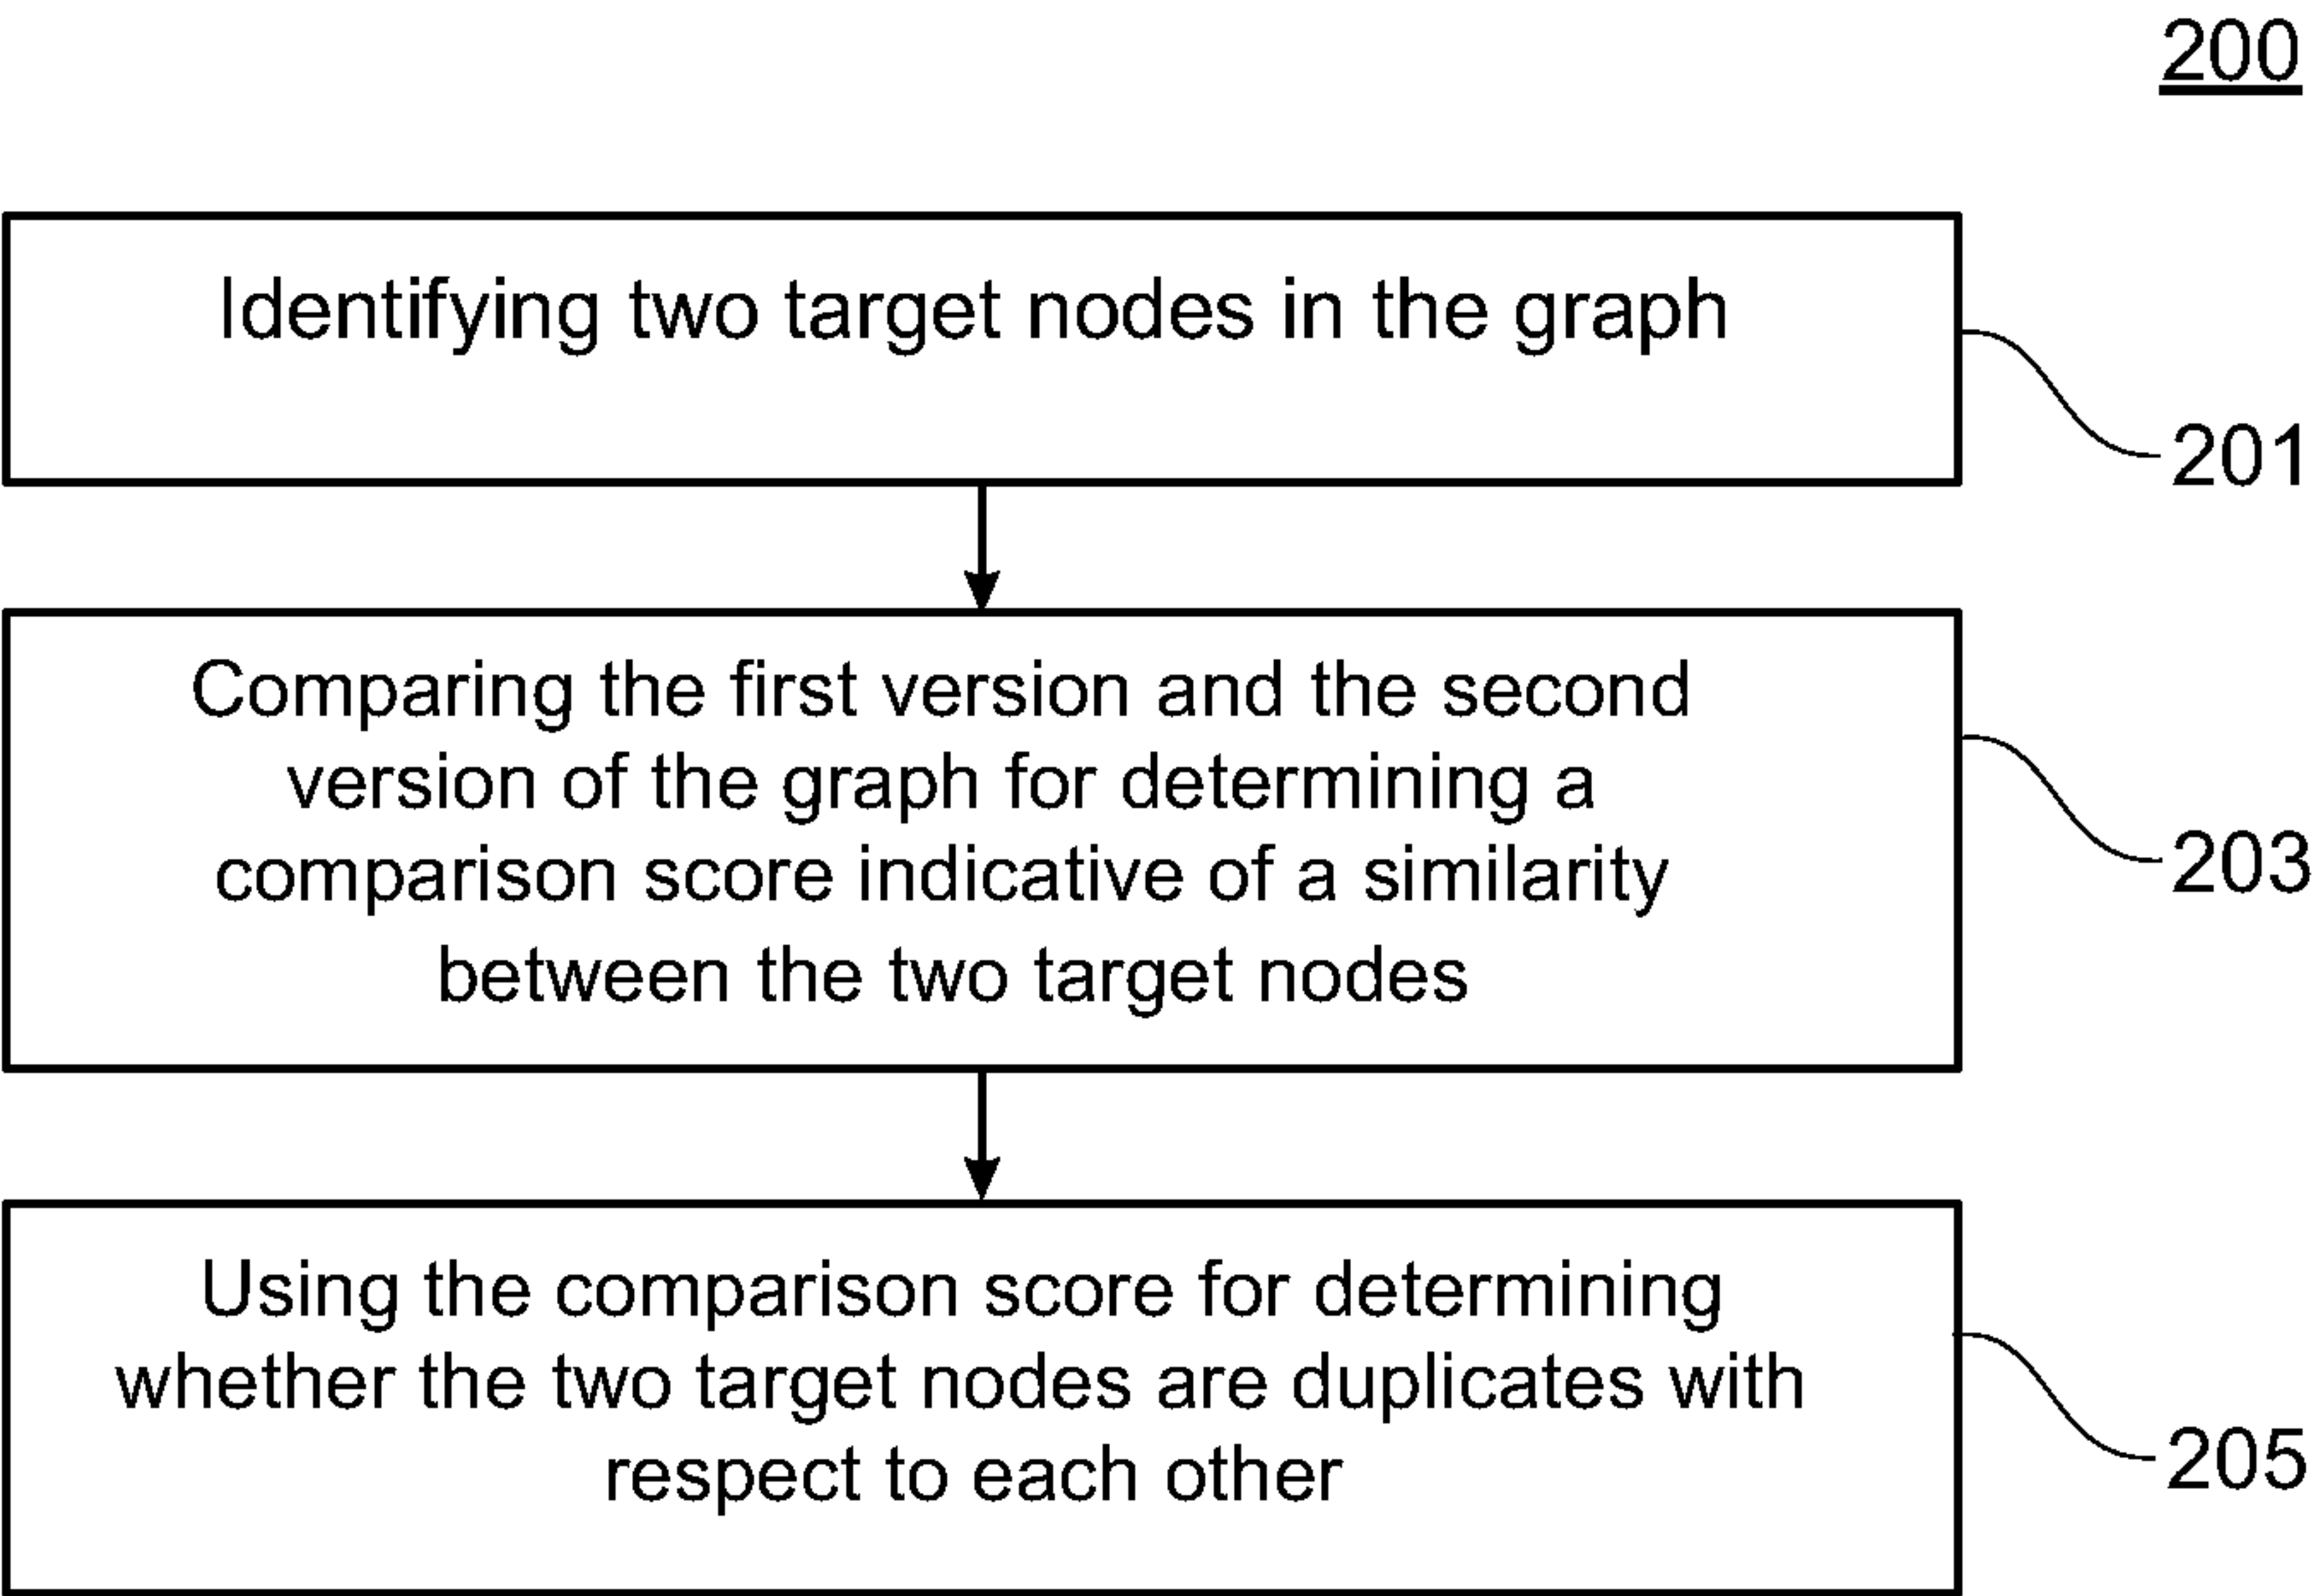 200
Identifying two target nodes in the graph
201
Comparing the first version and the second
version of the graph for determining a
comparison score indicative of a similarity
between the two target nodes
203
Using the comparison score for determining
whether the two target nodes are duplicates with
respect to each other
205